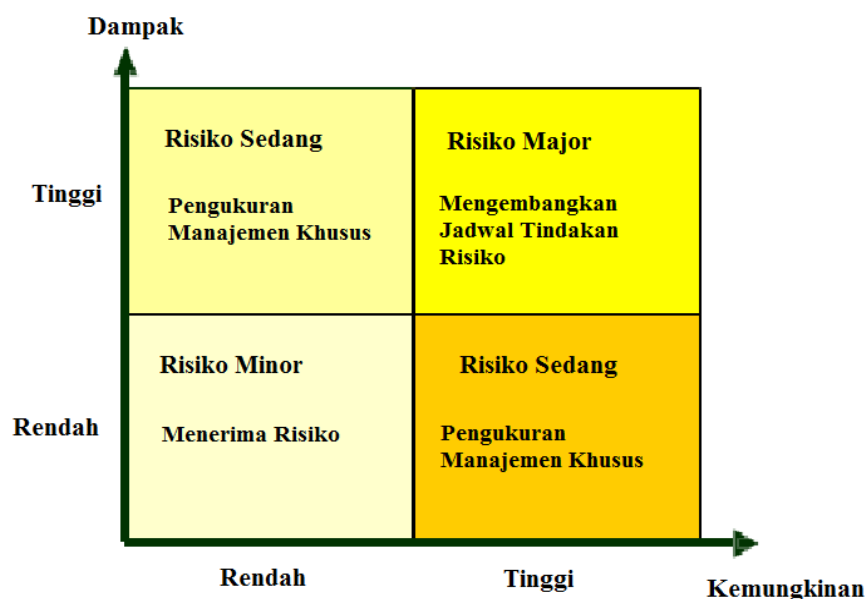 Dampak
Tinggi
Risiko Sedang
Pengukuran
Manajemen Khusus
Risiko Major
Mengembangkan
Jadwal Tindakan
Risiko
Rendah
Risiko Minor
Menerima Risiko
Risiko Sedang
Pengukuran
Manajemen Khusus
Rendah
Tinggi
Kemungkinan